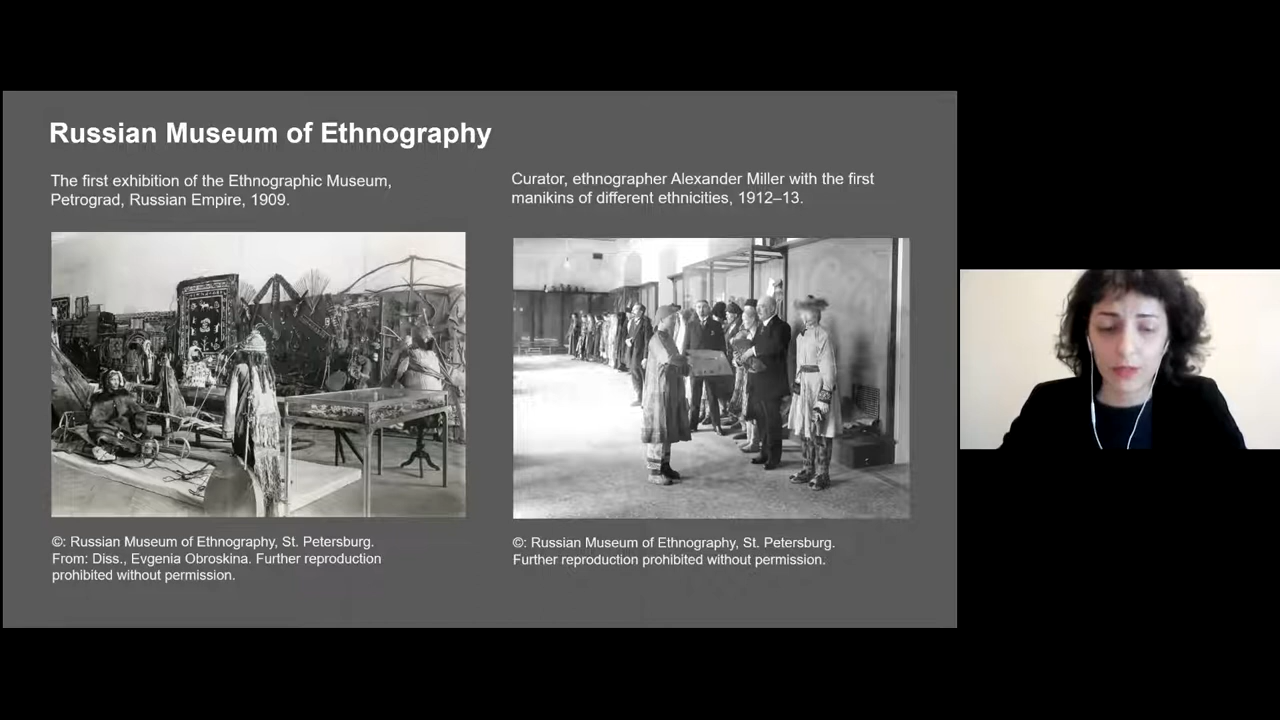 Russian Museum of Ethnography
The first exhibition of the Ethnographic Museum,
Petrograd, Russian Empire, 1909.
©: Russian Museum of Ethnography, St. Petersburg.
From: Diss., Evgenia Obroskina. Further reproduction
prohibited without permission.
Curator, ethnographer Alexander Miller with the first
manikins of different ethnicities, 1912–13.
©: Russian Museum of Ethnography, St. Petersburg.
Further reproduction prohibited without permission.